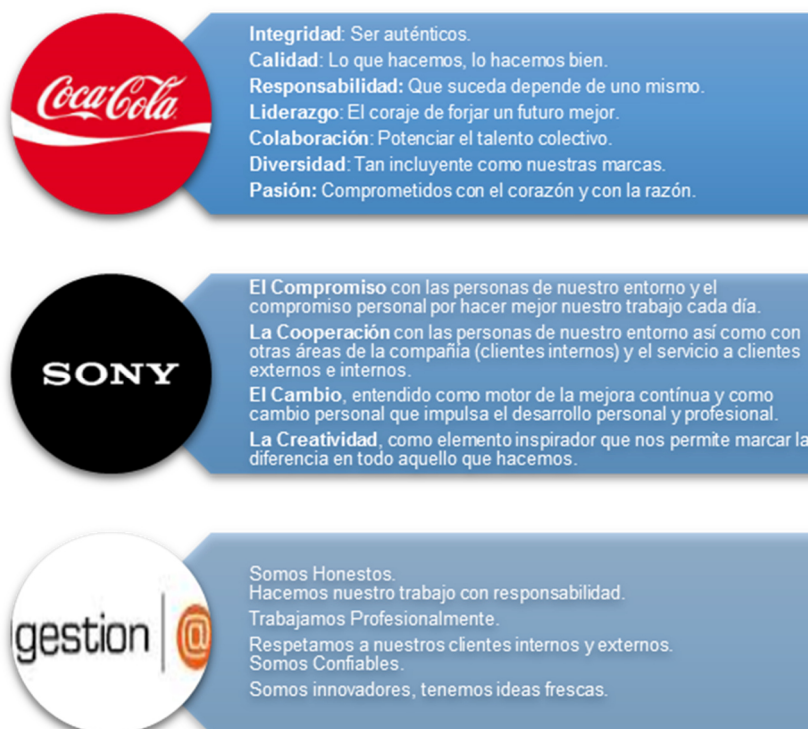 Coca-Cola
Integridad: Ser auténticos.
Calidad: Lo que hacemos, lo hacemos bien.
Responsabilidad: Que suceda depende de uno mismo.
Liderazgo: El coraje de forjar un futuro mejor.
Colaboración: Potenciar el talento colectivo.
Diversidad: Tan incluyente como nuestras marcas.
Pasión: Comprometidos con el corazón y con la razón.
SONY
El Compromiso con las personas de nuestro entorno y el
compromiso personal por hacer mejor nuestro trabajo cada día.
La Cooperación con las personas de nuestro entorno así como con
otras áreas de la compañía (clientes internos) y el servicio a clientes
externos e internos.
El Cambio, entendido como motor de la mejora contínua y como
cambio personal que impulsa el desarrollo personal y profesional.
La Creatividad, como elemento inspirador que nos permite marcar la
diferencia en todo aquello que hacemos.
gestion | @
Somos Honestos.
Hacemos nuestro trabajo con responsabilidad.
Trabajamos Profesionalmente.
Respetamos a nuestros clientes internos y externos.
Somos Confiables.
Somos innovadores, tenemos ideas frescas.